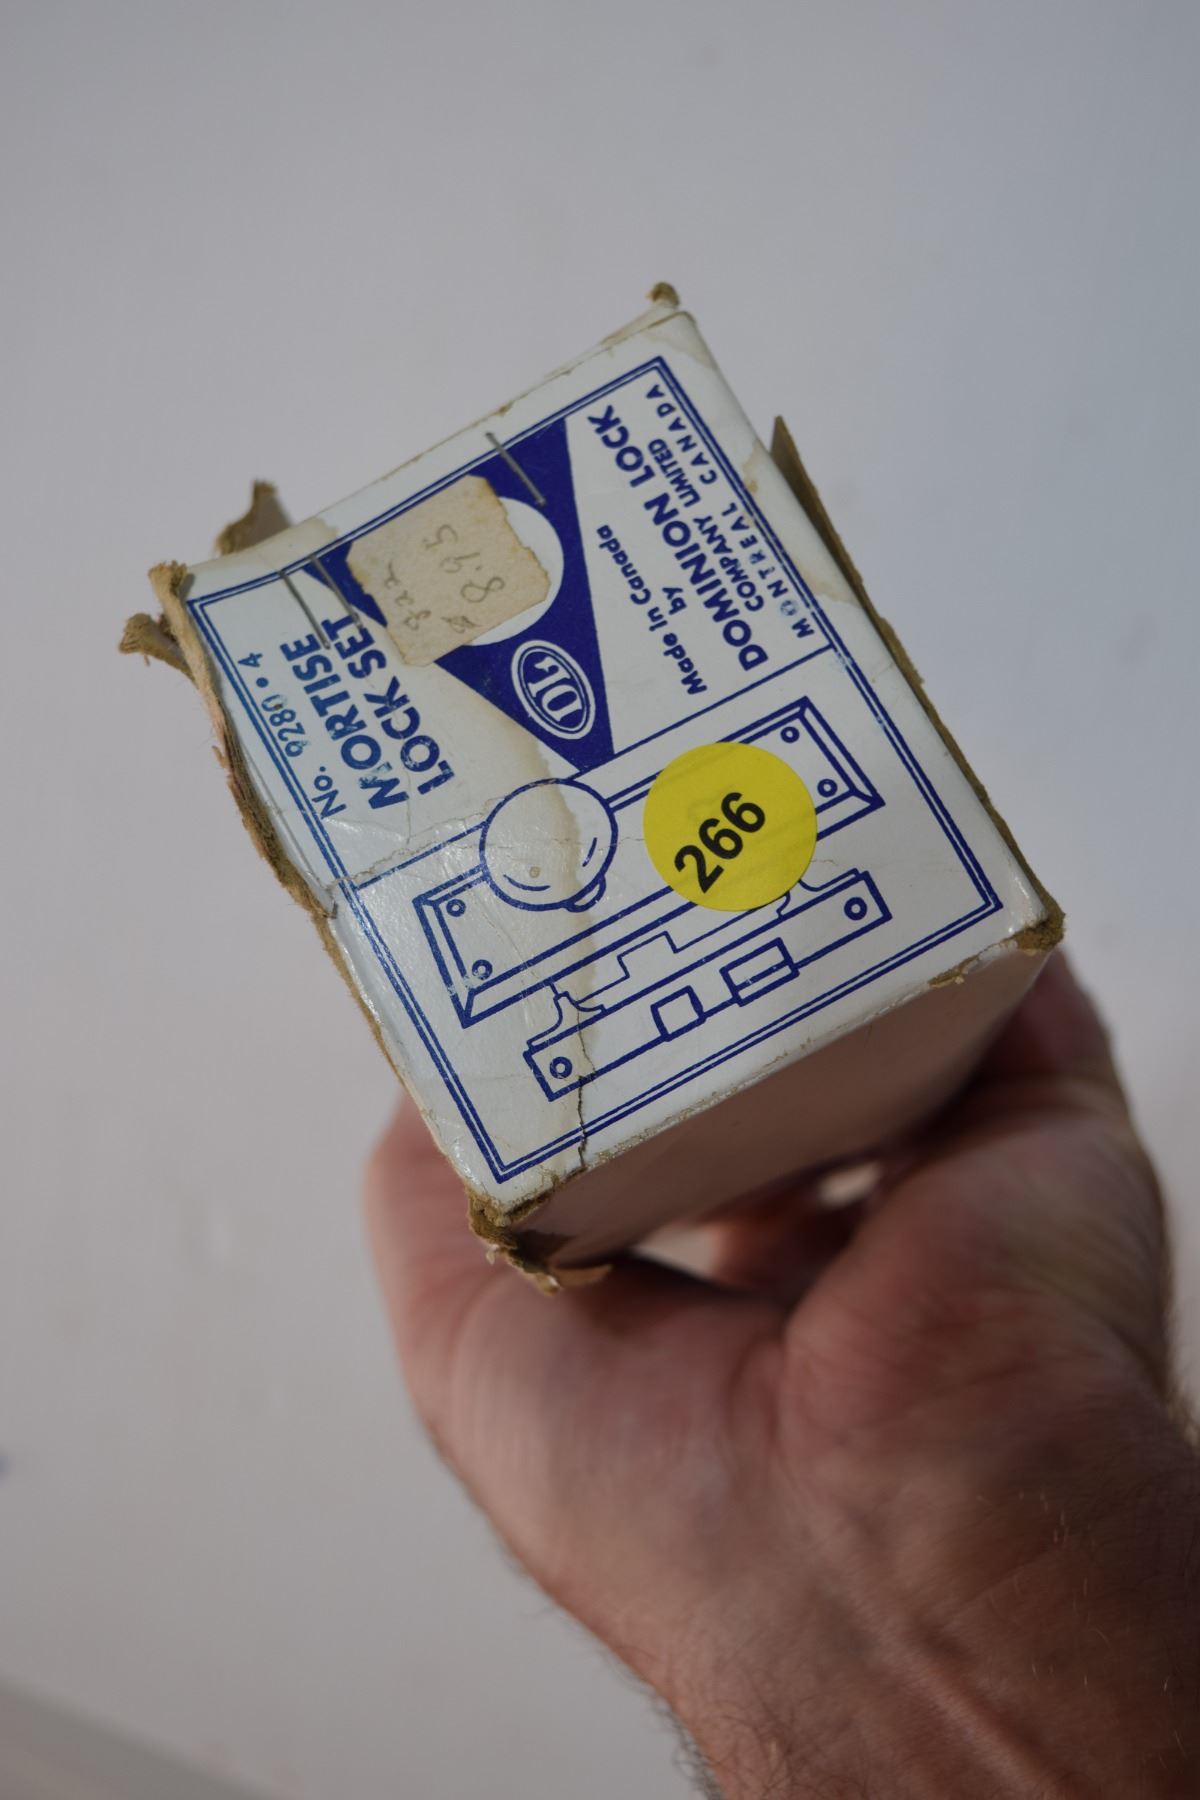 No. 9280 • 4
MORTISE
LOCK SET
8.95
DL
Made In Canada
by
DOMINION LOCK
COMPANY LIMITED
MONTREAL CANADA
266